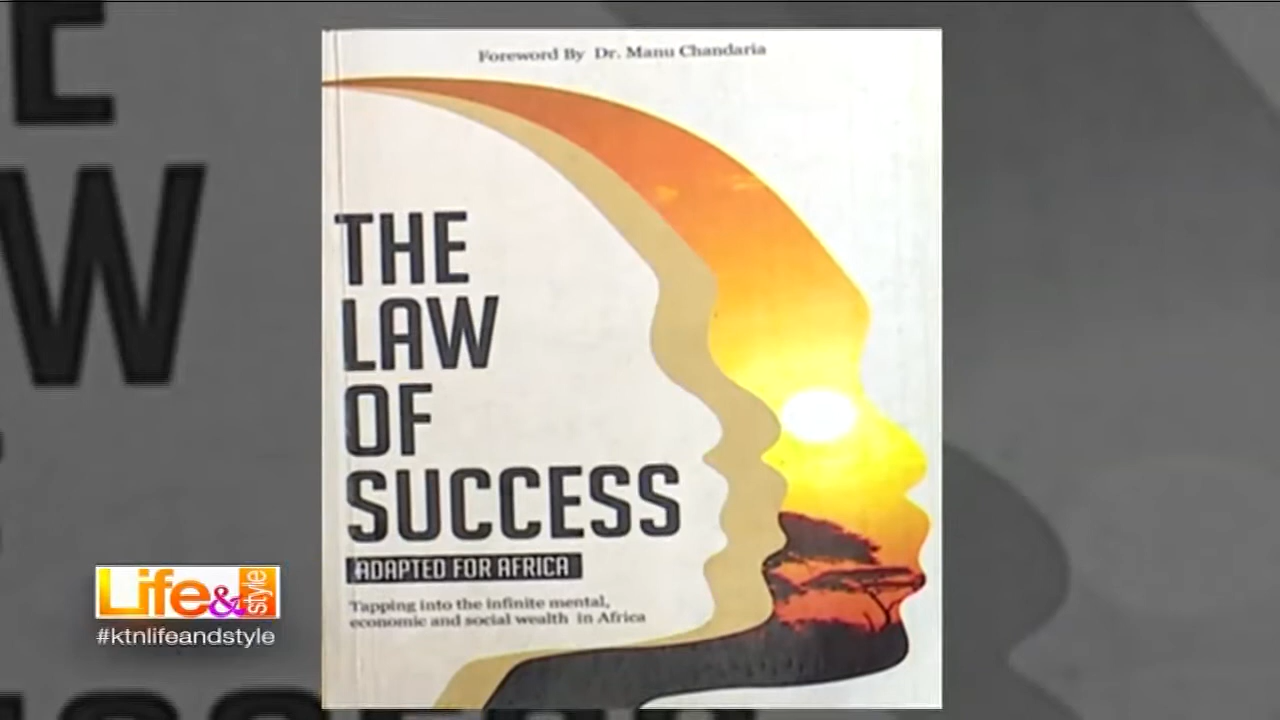 Foreword By Dr. Manu Chandaria
THE
LAW
OF
SUCCESS
ADAPTED FOR AFRICA
Tapping into the infinite mental,
economic and social wealth in Africa
Life&style
#ktnlifeandstyle